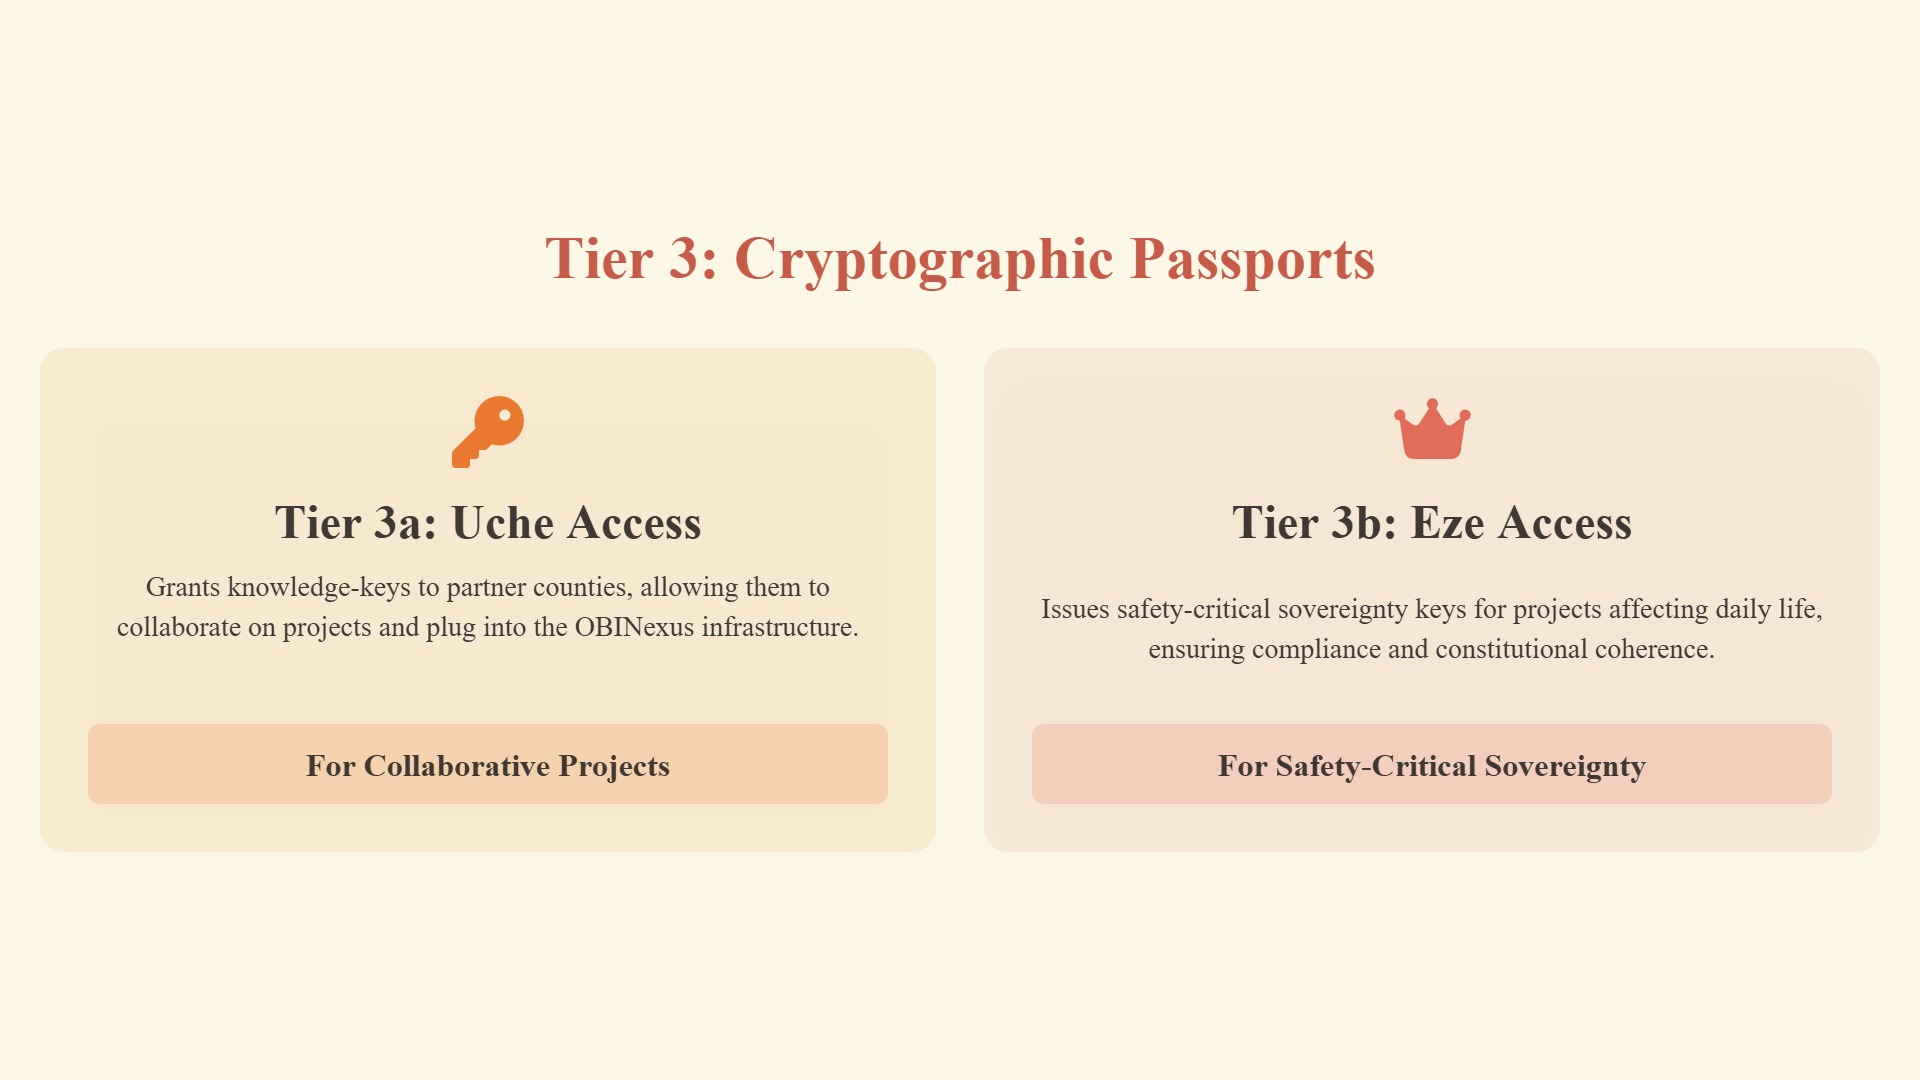 Tier 3: Cryptographic Passports
Tier 3a: Uche Access
Grants knowledge-keys to partner counties, allowing them to
collaborate on projects and plug into the OBINexus infrastructure.
For Collaborative Projects
Tier 3b: Eze Access
Issues safety-critical sovereignty keys for projects affecting daily life,
ensuring compliance and constitutional coherence.
For Safety-Critical Sovereignty